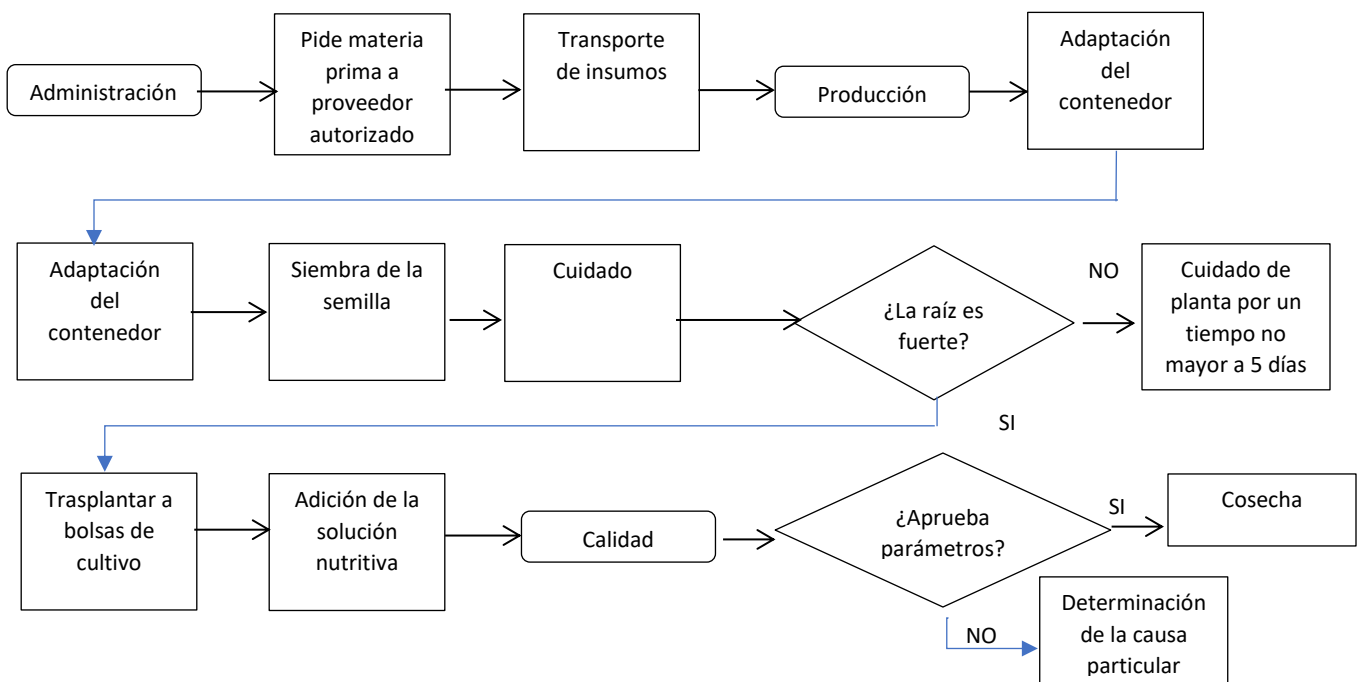 Administración
Pide materia
prima a
proveedor
autorizado
Transporte
de insumos
Producción
Adaptación
del
contenedor
Adaptación
del
contenedor
Siembra de la
semilla
Cuidado
¿La raíz es
fuerte?
NO
Cuidado de
planta por un
tiempo no
mayor a 5 días
SI
Trasplantar a
bolsas de
cultivo
Adición de la
solución
nutritiva
Calidad
¿Aprueba
parámetros?
SI
Cosecha
NO
Determinación
de la causa
particular